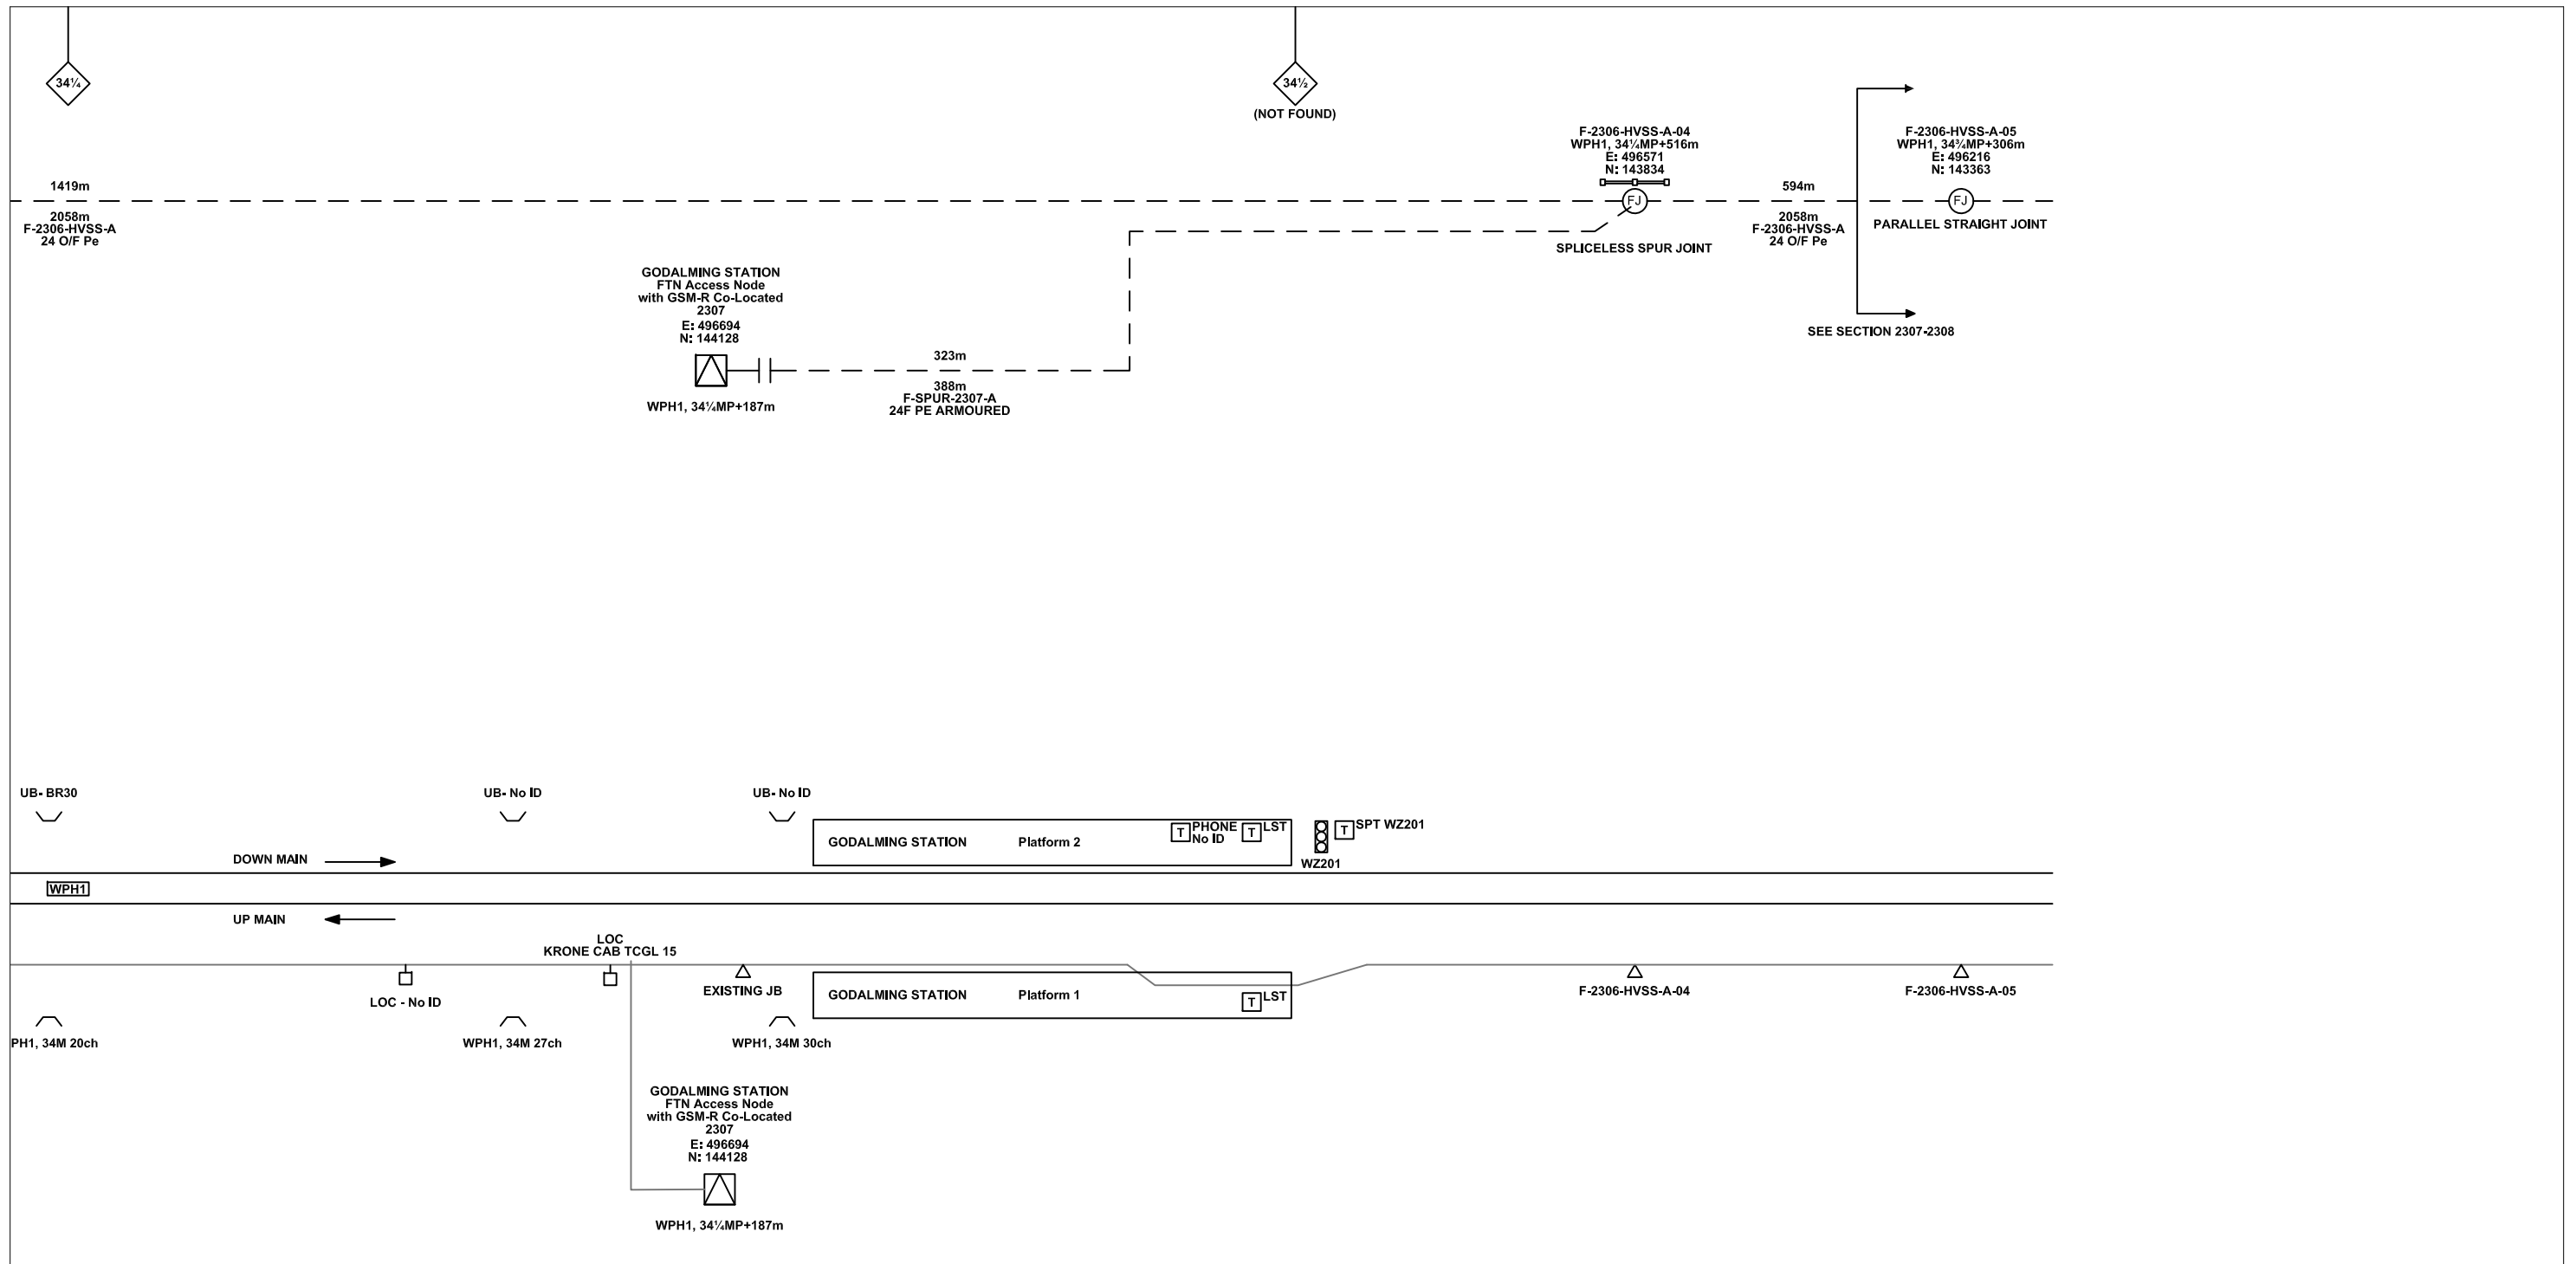 34¼
34½
(NOT FOUND)
F-2306-HVSS-A-04
WPH1, 34¼MP+516m
E: 496571
N: 143834
F-2306-HVSS-A-05
WPH1, 34¾MP+306m
E: 496216
N: 143363
1419m
2058m
F-2306-HVSS-A
24 O/F Pe
FJ
594m
2058m
F-2306-HVSS-A
24 O/F Pe
FJ
PARALLEL STRAIGHT JOINT
SPLICELESS SPUR JOINT
GODALMING STATION
FTN Access Node
with GSM-R Co-Located
2307
E: 496694
N: 144128
WPH1, 34¼MP+187m
323m
388m
F-SPUR-2307-A
24F PE ARMOURED
SEE SECTION 2307-2308
UB- BR30
UB- No ID
UB- No ID
GODALMING STATION Platform 2
T PHONE
No ID
T LST
T SPT WZ201
WZ201
DOWN MAIN
WPH1
UP MAIN
LOC
KRONE CAB TCGL 15
LOC - No ID
EXISTING JB
GODALMING STATION Platform 1
T LST
F-2306-HVSS-A-04
F-2306-HVSS-A-05
PH1, 34M 20ch
WPH1, 34M 27ch
WPH1, 34M 30ch
GODALMING STATION
FTN Access Node
with GSM-R Co-Located
2307
E: 496694
N: 144128
WPH1, 34¼MP+187m